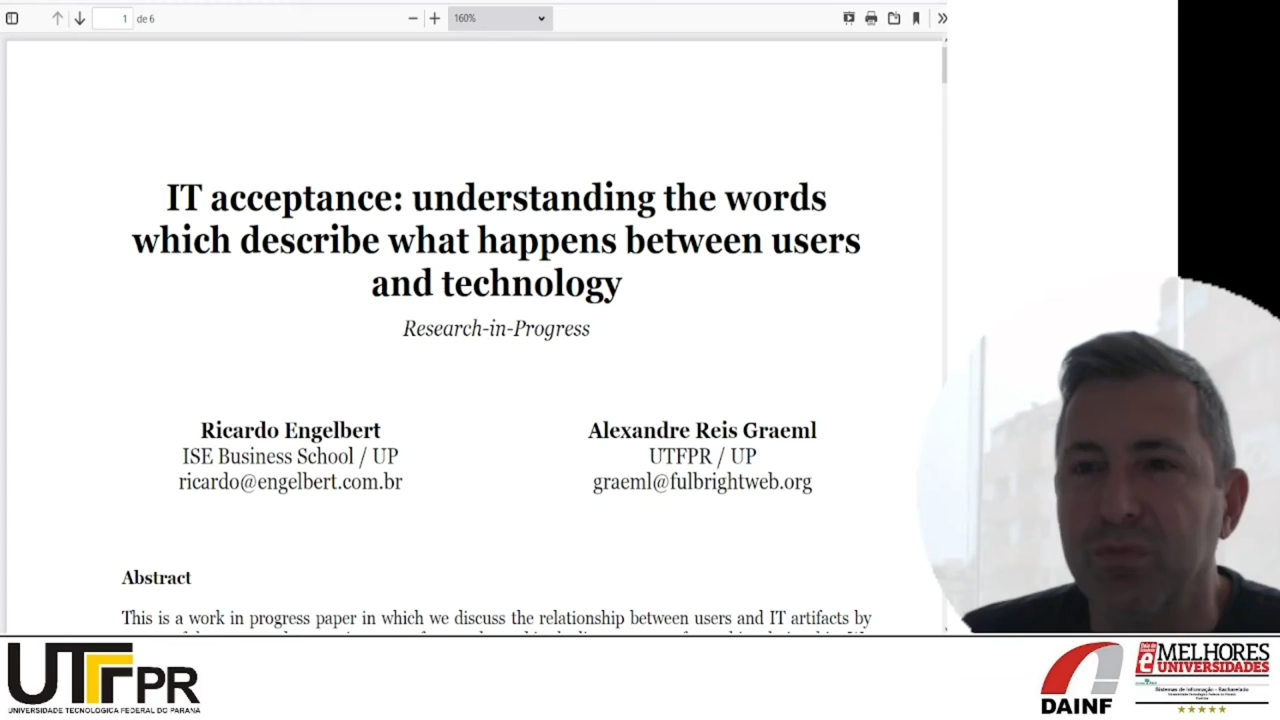 1 de 6
160%
IT acceptance: understanding the words
which describe what happens between users
and technology
Research-in-Progress
Ricardo Engelbert
ISE Business School / UP
ricardo@engelbert.com.br
Alexandre Reis Graeml
UTFPR / UP
graeml@fulbrightweb.org
Abstract
This is a work in progress paper in which we discuss the relationship between users and IT artifacts by
UTFPR
UNIVERSIDADE TECNOLÓGICA FEDERAL DO PARANÁ
DAINF
MELHORES
UNIVERSIDADES
Sistemas de Informação - Bacharelado